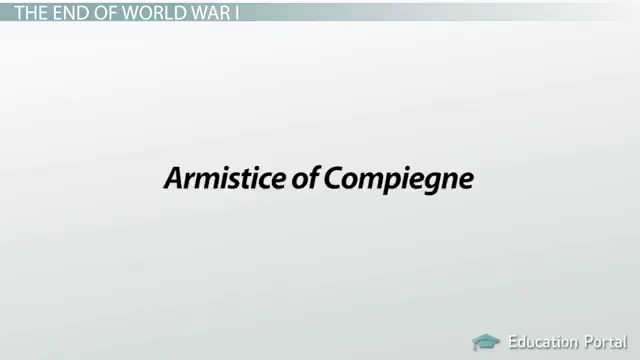 THE END OF WORLD WAR I
Armistice of Compiegne
Education Portal